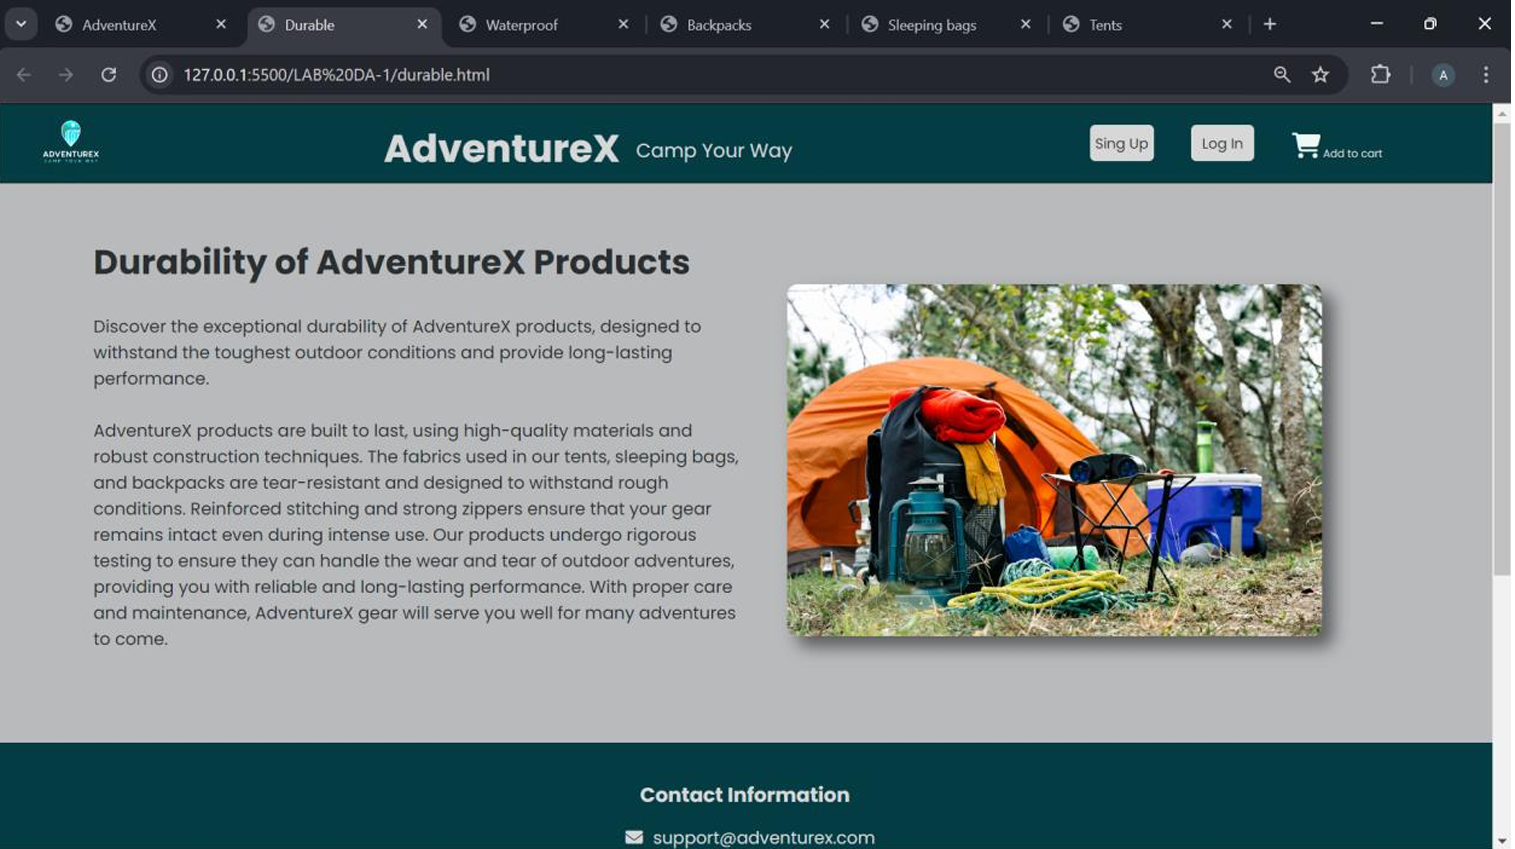 AdventureX
Durable
Waterproof
Backpacks
Sleeping bags
Tents
127.0.0.1:5500/LAB%20DA-1/durable.html
A
ADVENTUREX
CAMP YOUR WAY
AdventureX Camp Your Way
Sing Up
Log In
Add to cart
Durability of AdventureX Products
Discover the exceptional durability of AdventureX products, designed to
withstand the toughest outdoor conditions and provide long-lasting
performance.
AdventureX products are built to last, using high-quality materials and
robust construction techniques. The fabrics used in our tents, sleeping bags,
and backpacks are tear-resistant and designed to withstand rough
conditions. Reinforced stitching and strong zippers ensure that your gear
remains intact even during intense use. Our products undergo rigorous
testing to ensure they can handle the wear and tear of outdoor adventures,
providing you with reliable and long-lasting performance. With proper care
and maintenance, AdventureX gear will serve you well for many adventures
to come.
Contact Information
support@adventurex.com